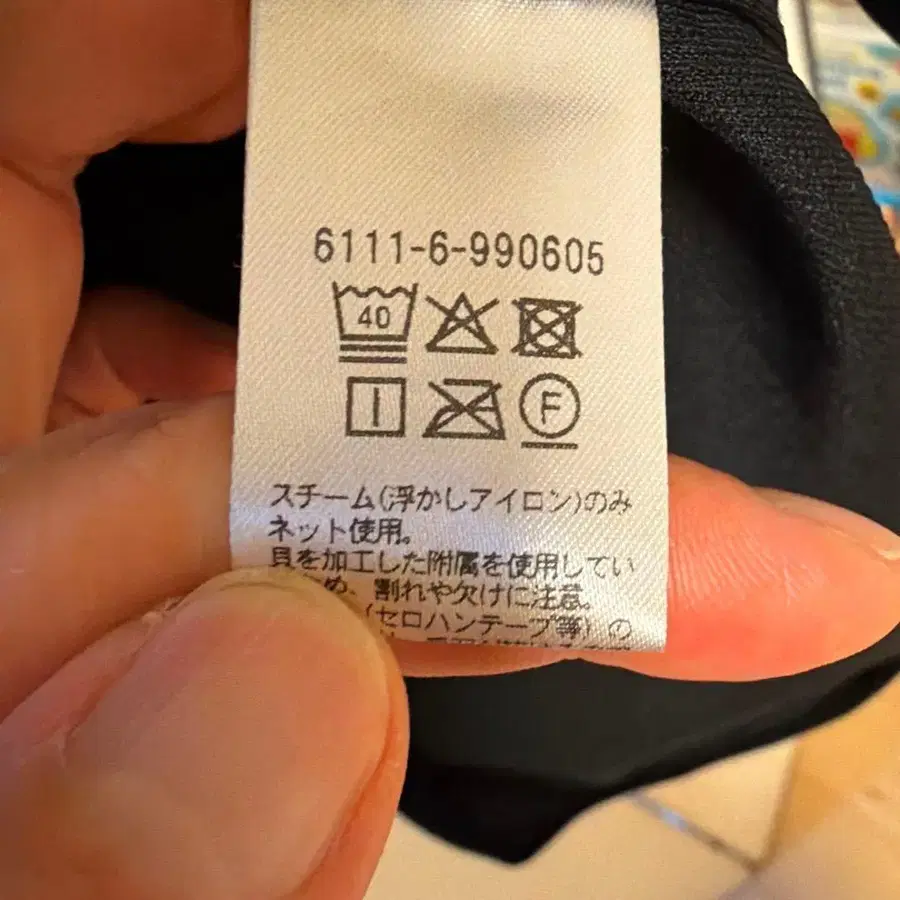 6111-6-990605
40
F
スチーム(浮かしアイロン)のみ
ネット使用。
貝を加工した附属を使用してい
め、割れや欠けに注意。
(セロハンテープ等)の